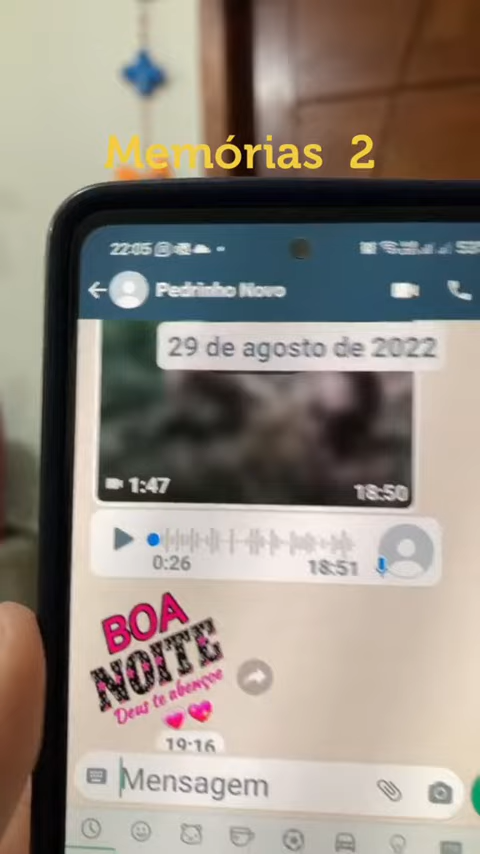 Memórias 2
22:05
Pedrinho Novo
29 de agosto de 2022
1:47
18:50
0:26
18:51
BOA
NOITE
Deus te abençoe
19:16
Mensagem